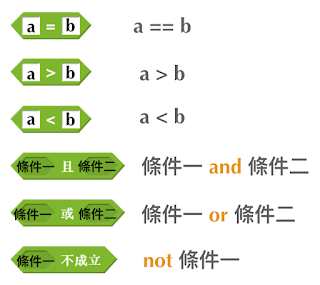 a = b a == b
a > b a > b
a < b a < b
條件一 且 條件二 條件一 and 條件二
條件一 或 條件二 條件一 or 條件二
條件一 不成立 not 條件一